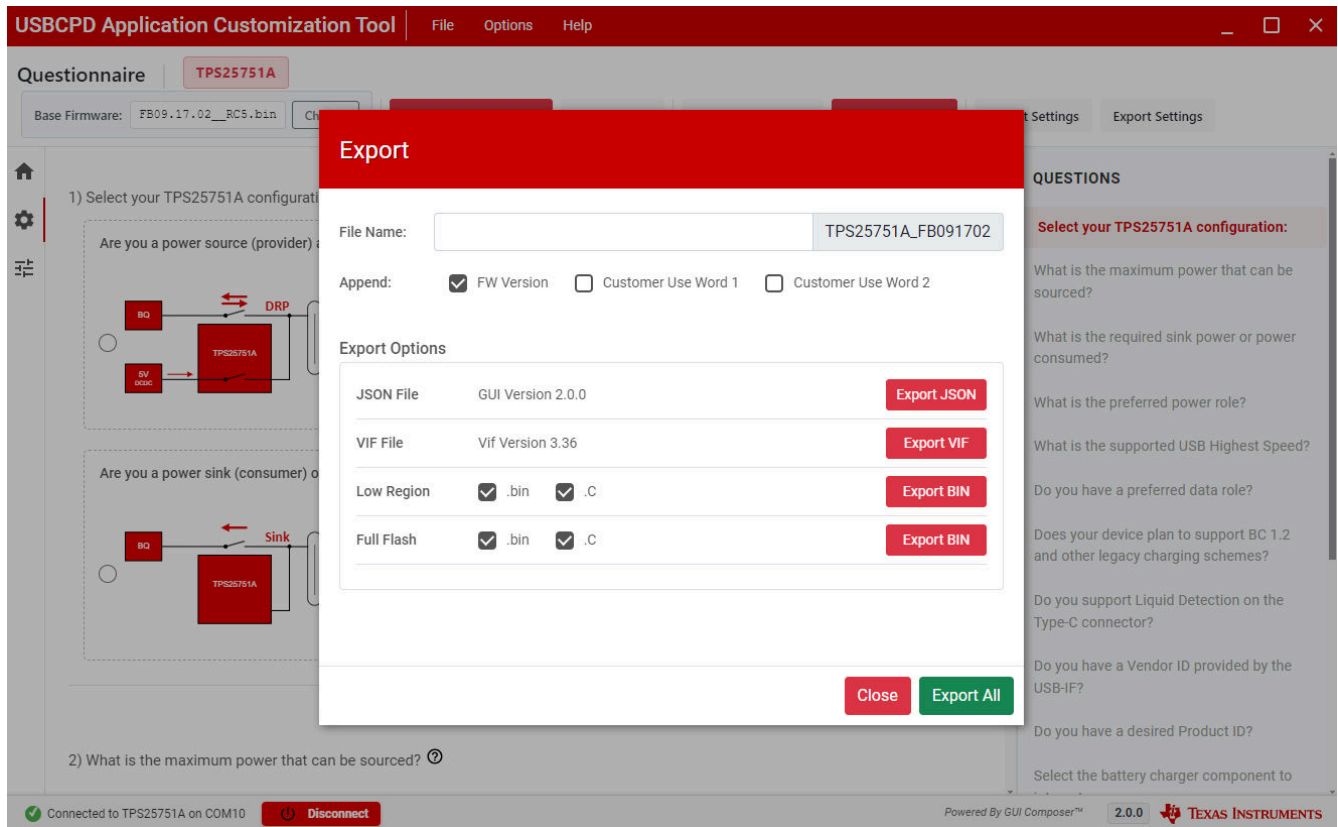 USBCPD Application Customization Tool File Options Help
Questionnaire TPS25751A
Base Firmware: FB09.17.02__RC5.bin Ch
t Settings Export Settings
Export
File Name: TPS25751A_FB091702
Append: FW Version Customer Use Word 1 Customer Use Word 2
Export Options
JSON File GUI Version 2.0.0 Export JSON
VIF File Vif Version 3.36 Export VIF
Low Region .bin .C Export BIN
Full Flash .bin .C Export BIN
Close Export All
1) Select your TPS25751A configurati
Are you a power source (provider) a
DRP
BQ
TPS25751A
5V
DCDC
Are you a power sink (consumer) o
Sink
BQ
TPS25751A
2) What is the maximum power that can be sourced? ?
QUESTIONS
Select your TPS25751A configuration:
What is the maximum power that can be
sourced?
What is the required sink power or power
consumed?
What is the preferred power role?
What is the supported USB Highest Speed?
Do you have a preferred data role?
Does your device plan to support BC 1.2
and other legacy charging schemes?
Do you support Liquid Detection on the
Type-C connector?
Do you have a Vendor ID provided by the
USB-IF?
Do you have a desired Product ID?
Select the battery charger component to
Connected to TPS25751A on COM10 Disconnect
Powered By GUI Composer™ 2.0.0 TEXAS INSTRUMENTS